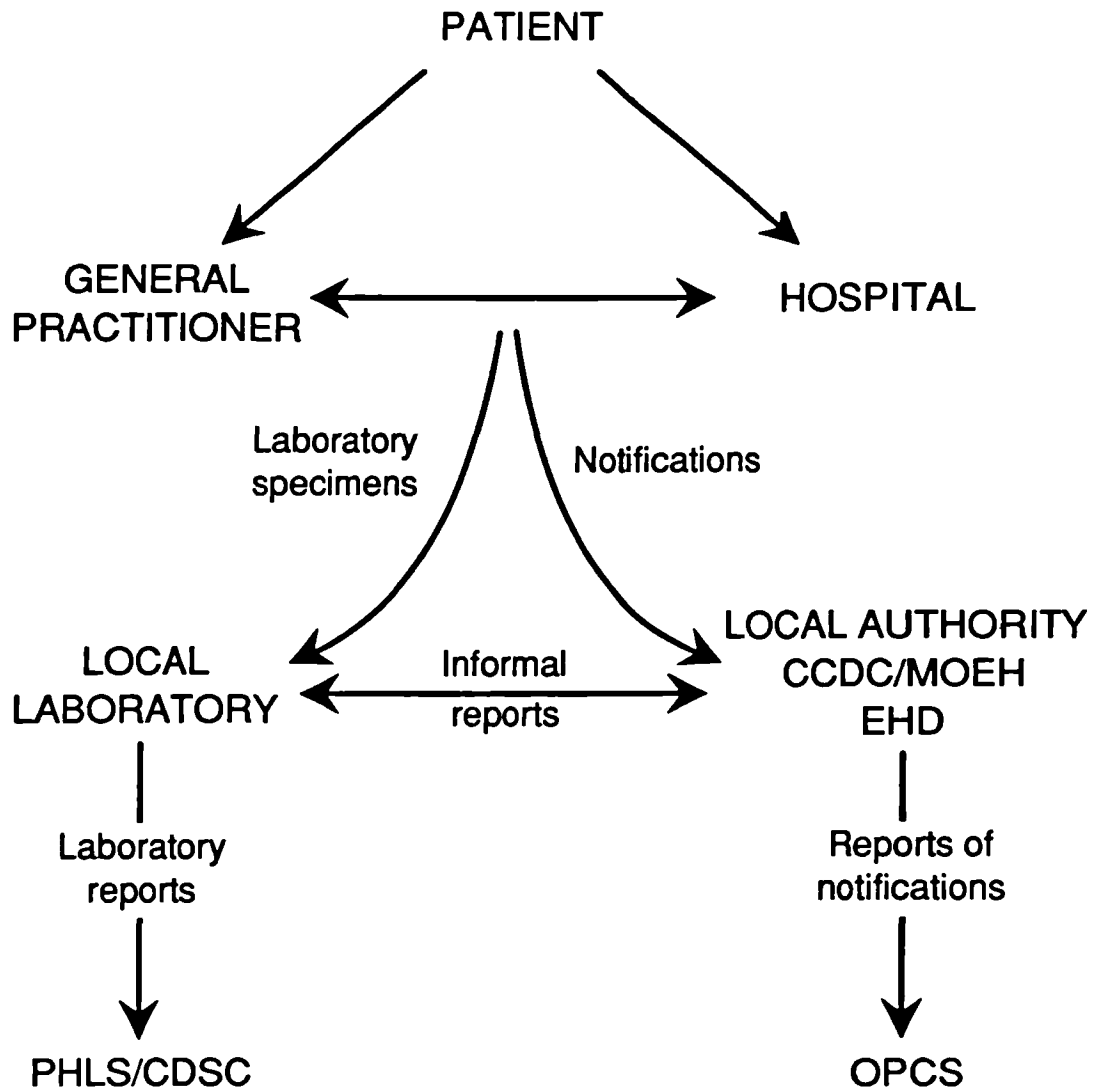 PATIENT
GENERAL
PRACTITIONER
HOSPITAL
Laboratory
specimens
Notifications
LOCAL
LABORATORY
Informal
reports
LOCAL AUTHORITY
CCDC/MOEH
EHD
Laboratory
reports
Reports of
notifications
PHLS/CDSC
OPCS